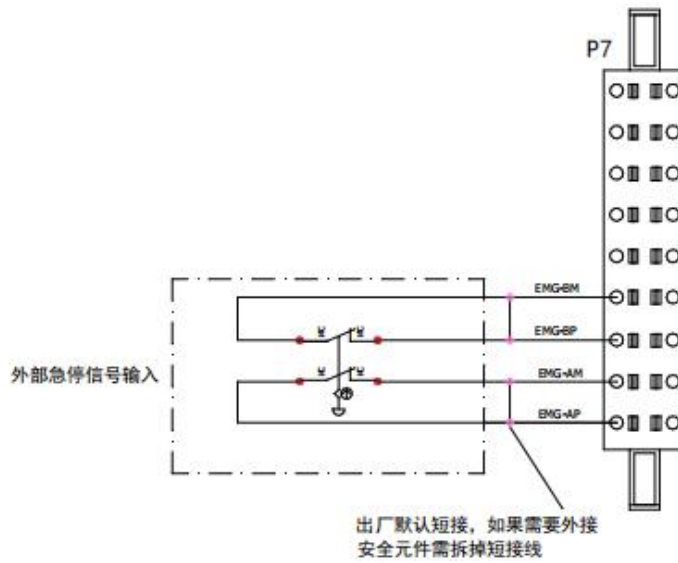 P7
EMG-BM
EMG-BP
EMG-AM
EMG-AP
外部急停信号输入
出厂默认短接，如果需要外接
安全元件需拆掉短接线